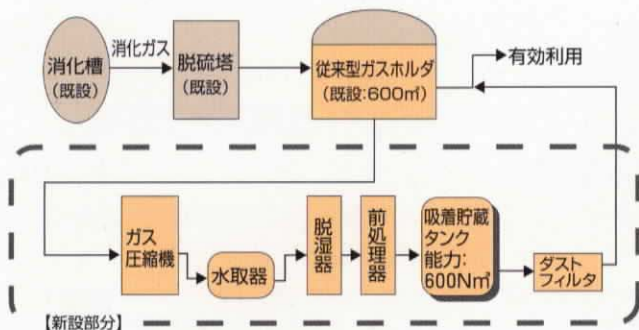 消化槽
(既設)
消化ガス
脱硫塔
(既設)
従来型ガスホルダ
(既設:600㎥)
有効利用
ガス
圧縮機
水取器
脱湿器
前処理器
吸着貯蔵
タンク
能力:
600N㎥
ダスト
フィルタ
【新設部分】